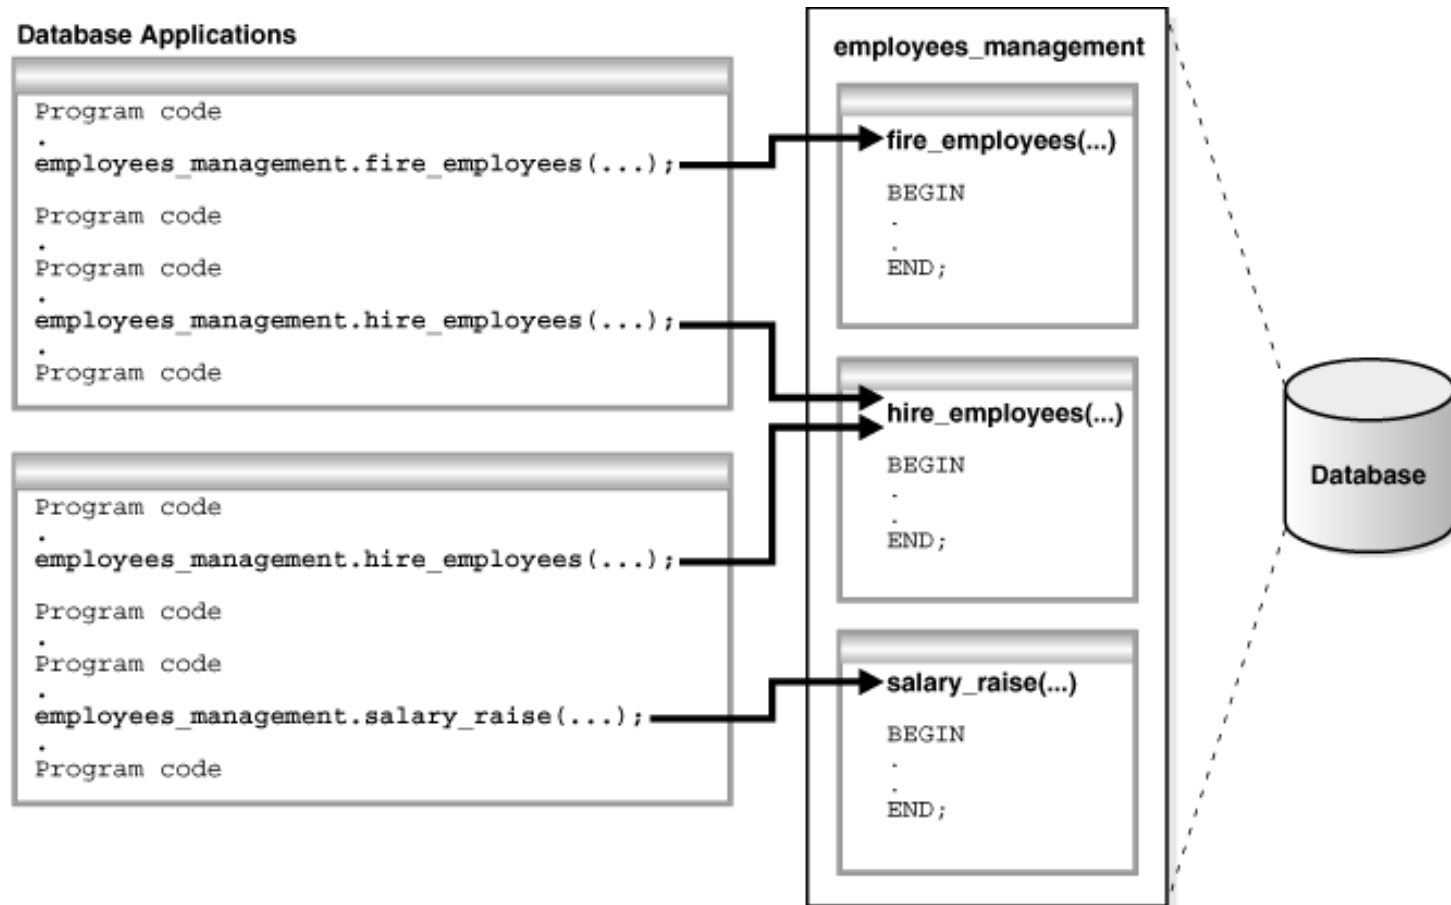 Database Applications
Program code
.
employees_management.fire_employees(...);
Program code
.
Program code
.
employees_management.hire_employees(...);
.
Program code
Program code
.
employees_management.hire_employees(...);
Program code
.
Program code
.
employees_management.salary_raise(...);
.
Program code
employees_management
fire_employees(...)
BEGIN
.
.
END;
hire_employees(...)
BEGIN
.
.
END;
salary_raise(...)
BEGIN
.
.
END;
Database